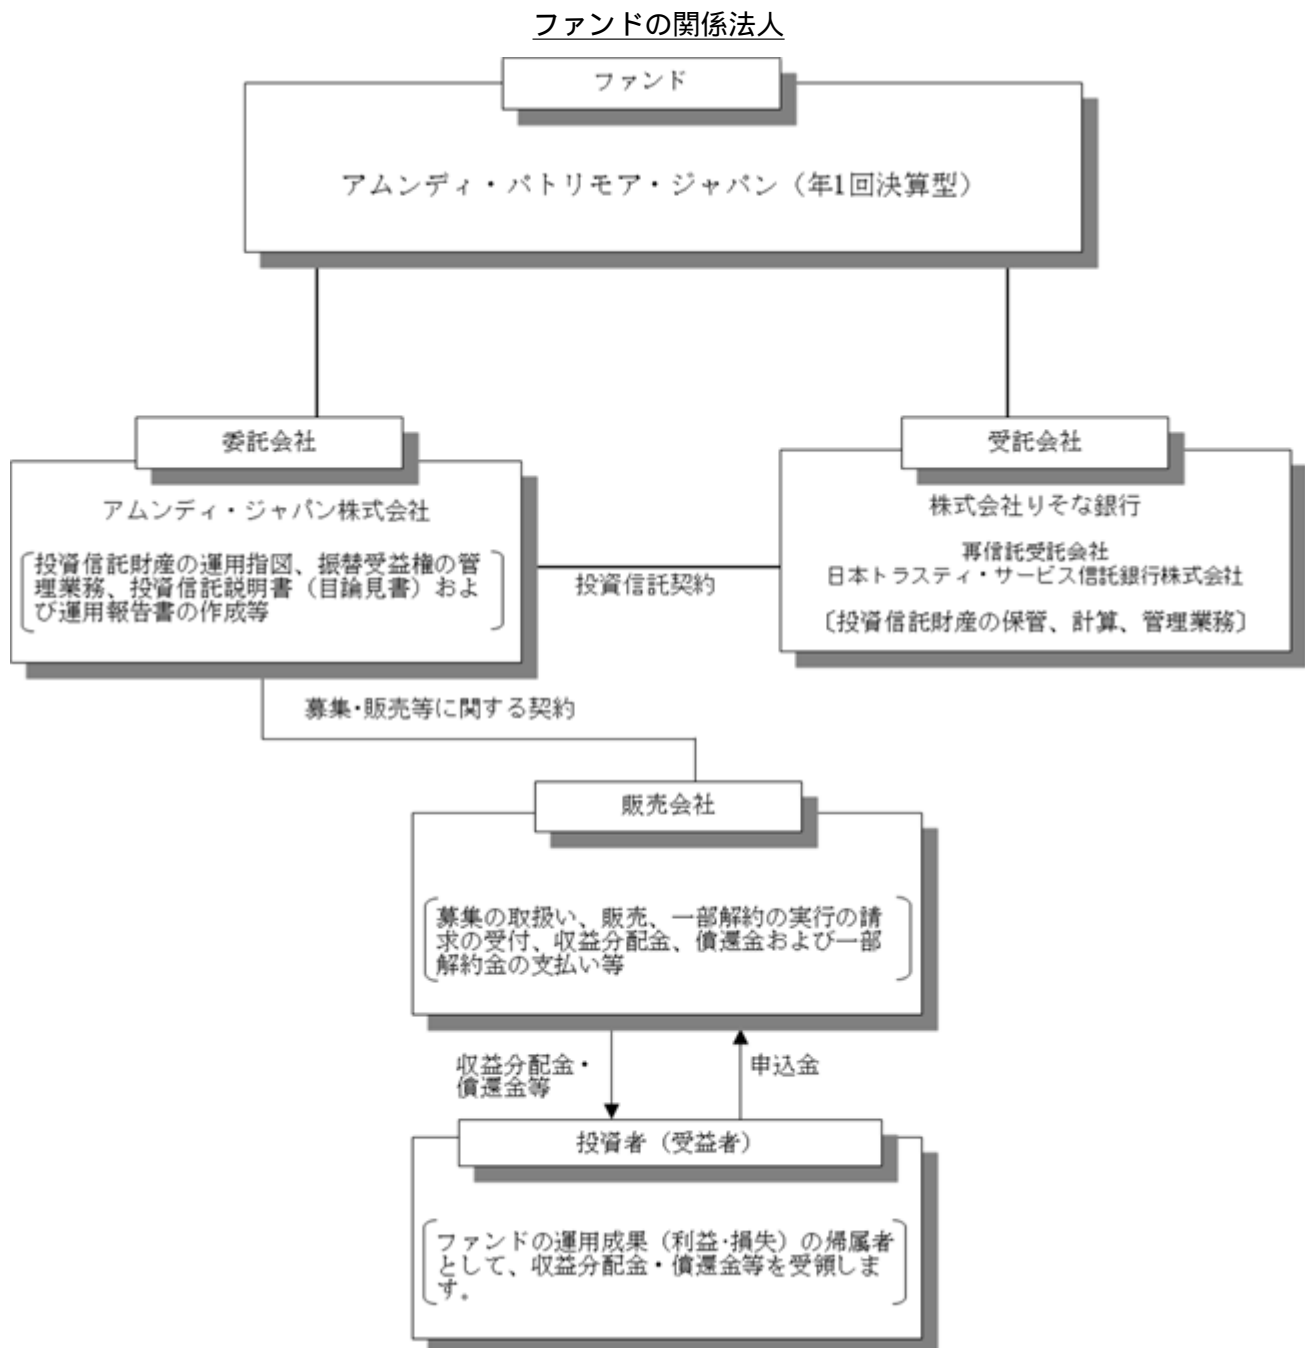 ファンドの関係法人
ファンド
アムンディ・パトリモア・ジャパン（年1回決算型）
委託会社
アムンディ・ジャパン株式会社
投資信託財産の運用指図、振替受益権の管
理業務、投資信託説明書（目論見書）およ
び運用報告書の作成等
投資信託契約
受託会社
株式会社りそな銀行
再信託受託会社
日本トラスティ・サービス信託銀行株式会社
〔投資信託財産の保管、計算、管理業務〕
募集・販売等に関する契約
販売会社
募集の取扱い、販売、一部解約の実行の請
求の受付、収益分配金、償還金および一部
解約金の支払い等
収益分配金・
償還金等
申込金
投資者（受益者）
ファンドの運用成果（利益・損失）の帰属者
として、収益分配金・償還金等を受領しま
す。